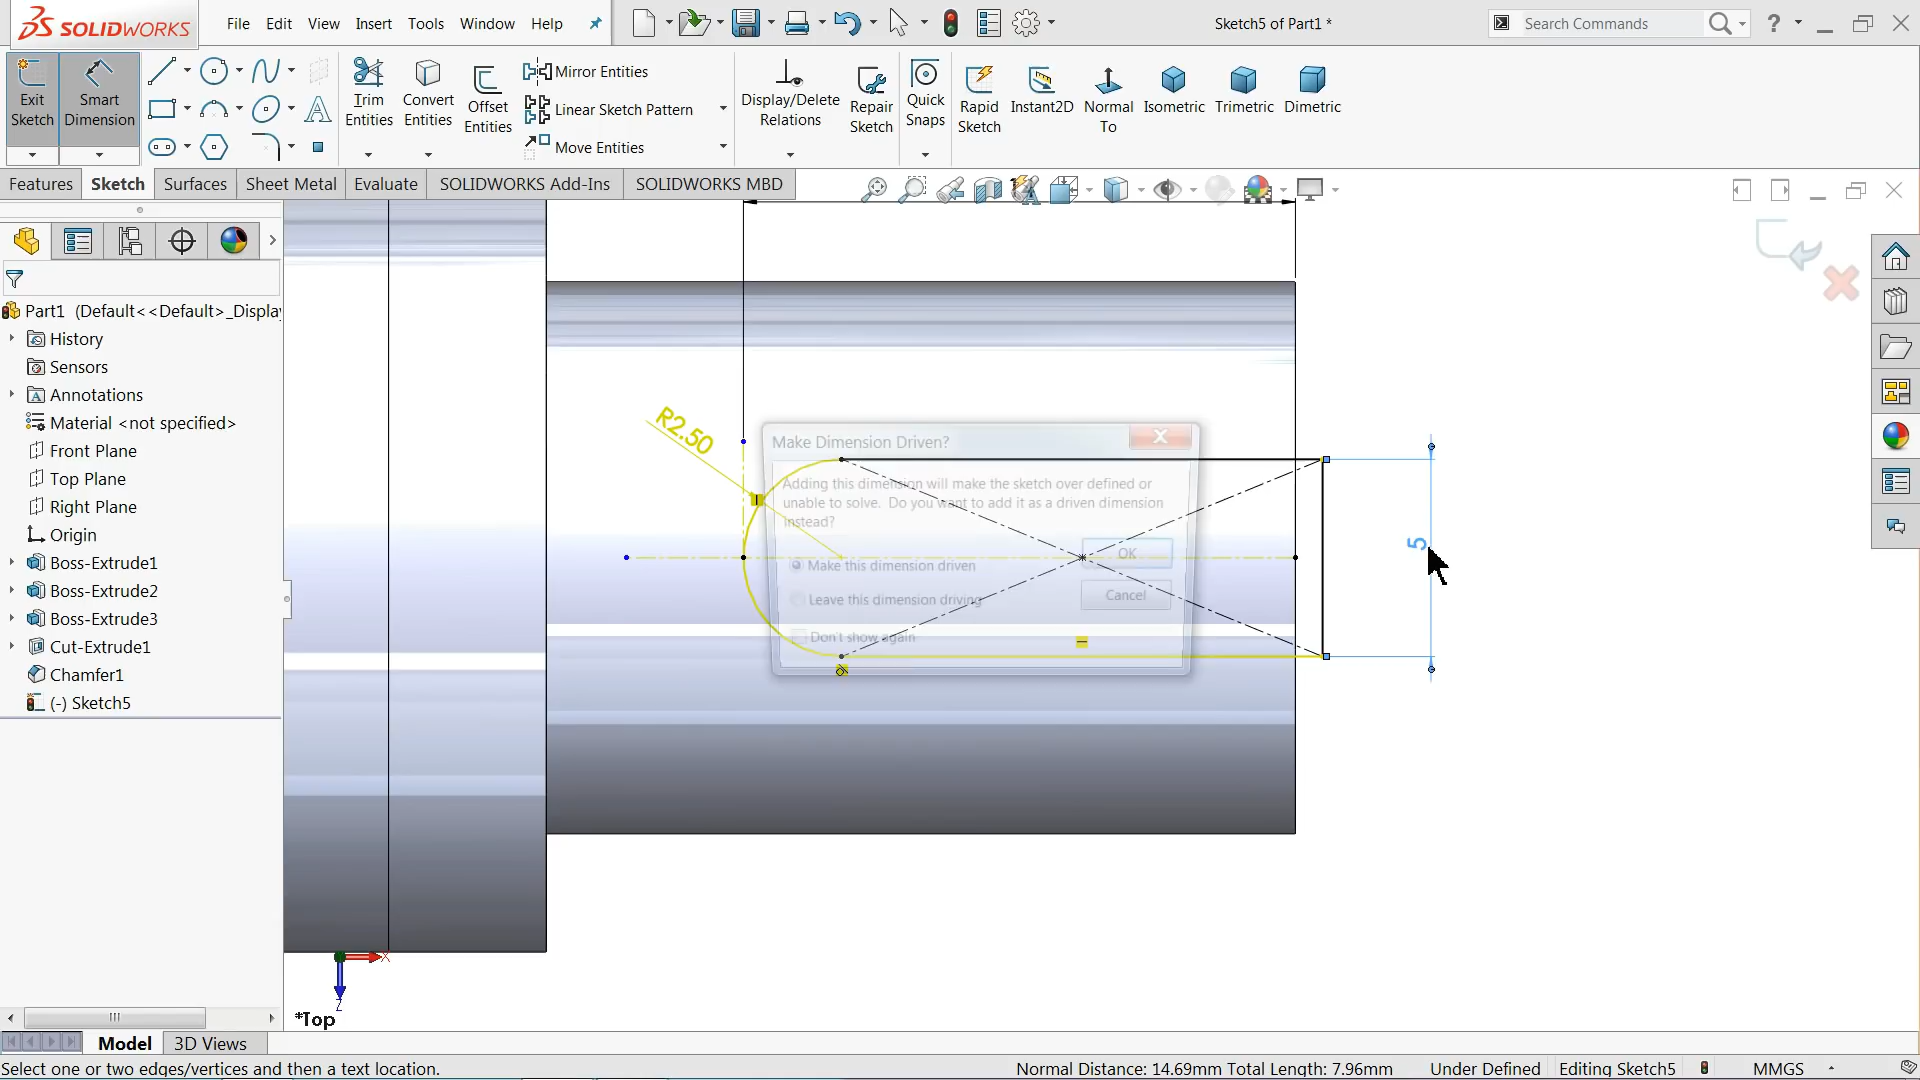 SOLIDWORKS
File Edit View Insert Tools Window Help
Sketch5 of Part1 *
Search Commands
Exit Sketch
Smart Dimension
Trim Entities
Convert Entities
Offset Entities
Mirror Entities
Linear Sketch Pattern
Move Entities
Display/Delete Relations
Repair Sketch
Quick Snaps
Rapid Sketch
Instant2D
Normal To
Isometric
Trimetric
Dimetric
Features Sketch Surfaces Sheet Metal Evaluate SOLIDWORKS Add-Ins SOLIDWORKS MBD
Part1 (Default<<Default>_Displa
History
Sensors
Annotations
Material <not specified>
Front Plane
Top Plane
Right Plane
Origin
Boss-Extrude1
Boss-Extrude2
Boss-Extrude3
Cut-Extrude1
Chamfer1
(-) Sketch5
R2.50
Make Dimension Driven?
Adding this dimension will make the sketch over defined or
unable to solve. Do you want to add it as a driven dimension
instead?
OK
Make this dimension driven
Cancel
Leave this dimension driving
Don't show again
5
X
Z
*Top
Model 3D Views
Select one or two edges/vertices and then a text location.
Normal Distance: 14.69mm Total Length: 7.96mm Under Defined Editing Sketch5 MMGS